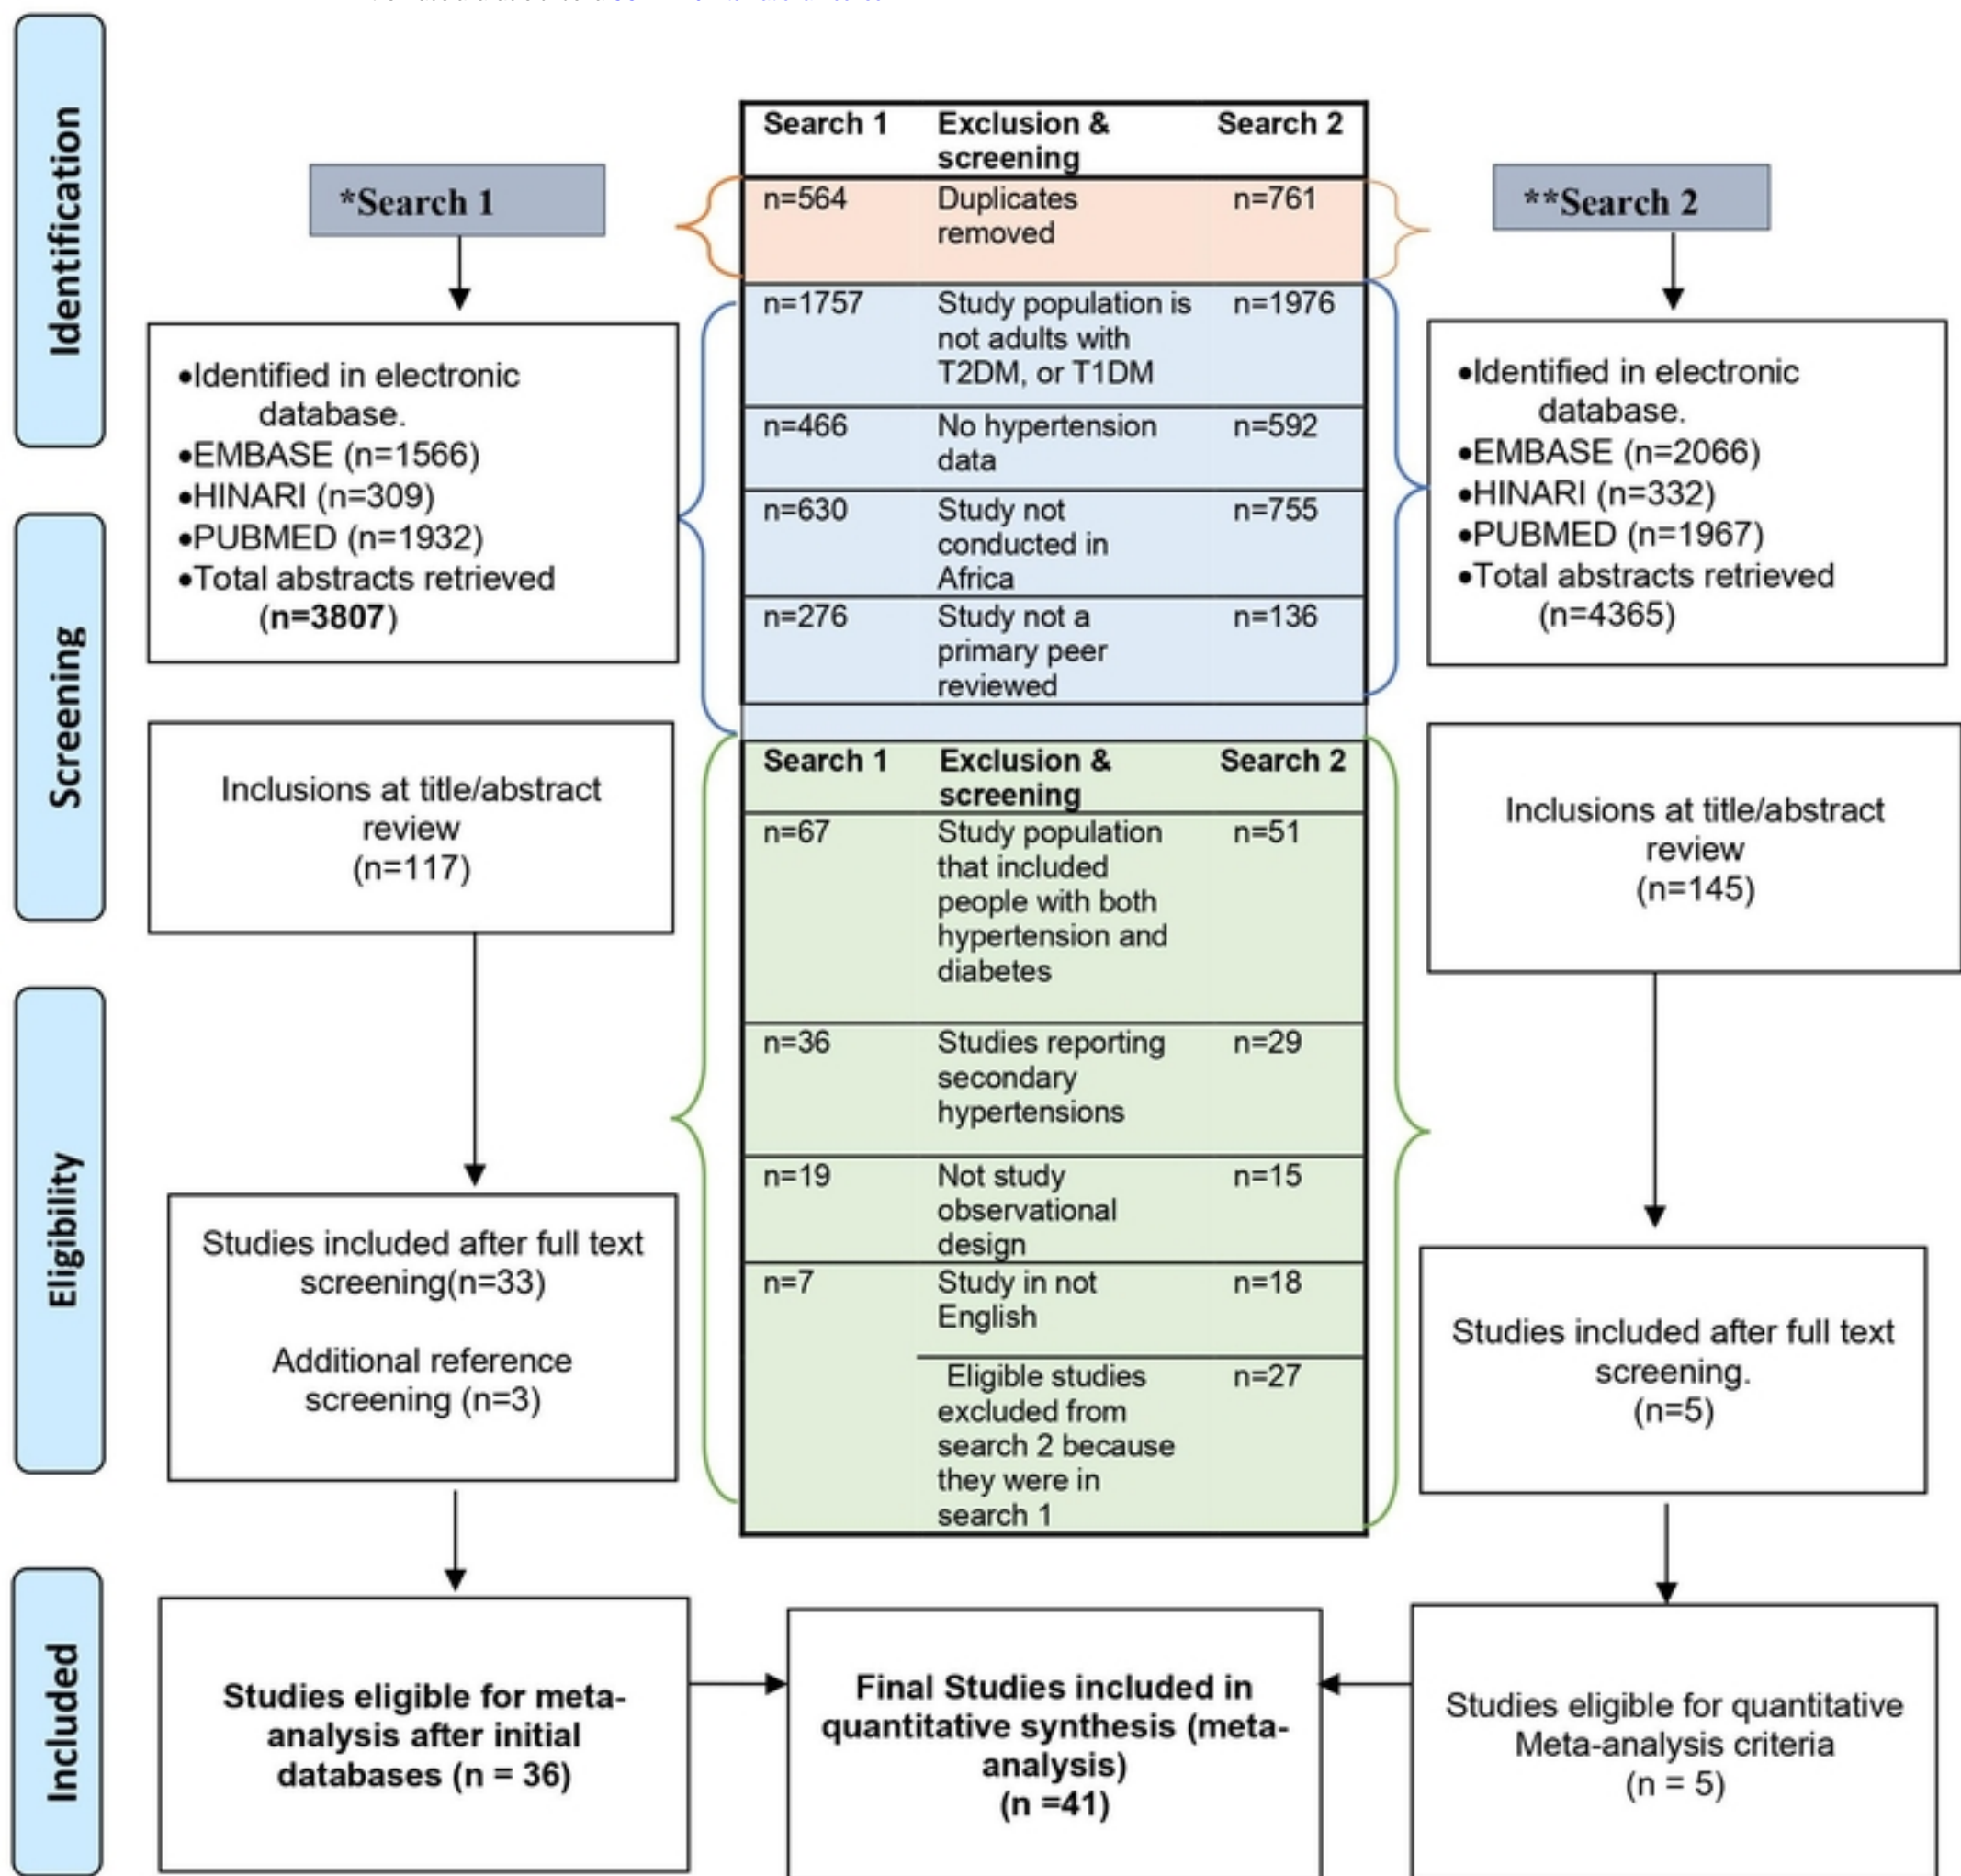 Identification
Screening
Eligibility
Included
*Search 1
•Identified in electronic
database.
•EMBASE (n=1566)
•HINARI (n=309)
•PUBMED (n=1932)
•Total abstracts retrieved
(n=3807)
Inclusions at title/abstract
review
(n=117)
Studies included after full text
screening(n=33)
Additional reference
screening (n=3)
Studies eligible for meta-
analysis after initial
databases (n = 36)
Search 1 Exclusion & Search 2
screening
n=564 Duplicates n=761
removed
n=1757 Study population is n=1976
not adults with
T2DM, or T1DM
n=466 No hypertension n=592
data
n=630 Study not n=755
conducted in
Africa
n=276 Study not a n=136
primary peer
reviewed
Search 1 Exclusion & Search 2
screening
n=67 Study population n=51
that included
people with both
hypertension and
diabetes
n=36 Studies reporting n=29
secondary
hypertensions
n=19 Not study n=15
observational
design
n=7 Study in not n=18
English
Eligible studies n=27
excluded from
search 2 because
they were in
search 1
Final Studies included in
quantitative synthesis (meta-
analysis)
(n =41)
**Search 2
•Identified in electronic
database.
•EMBASE (n=2066)
•HINARI (n=332)
•PUBMED (n=1967)
•Total abstracts retrieved
(n=4365)
Inclusions at title/abstract
review
(n=145)
Studies included after full text
screening.
(n=5)
Studies eligible for quantitative
Meta-analysis criteria
(n = 5)